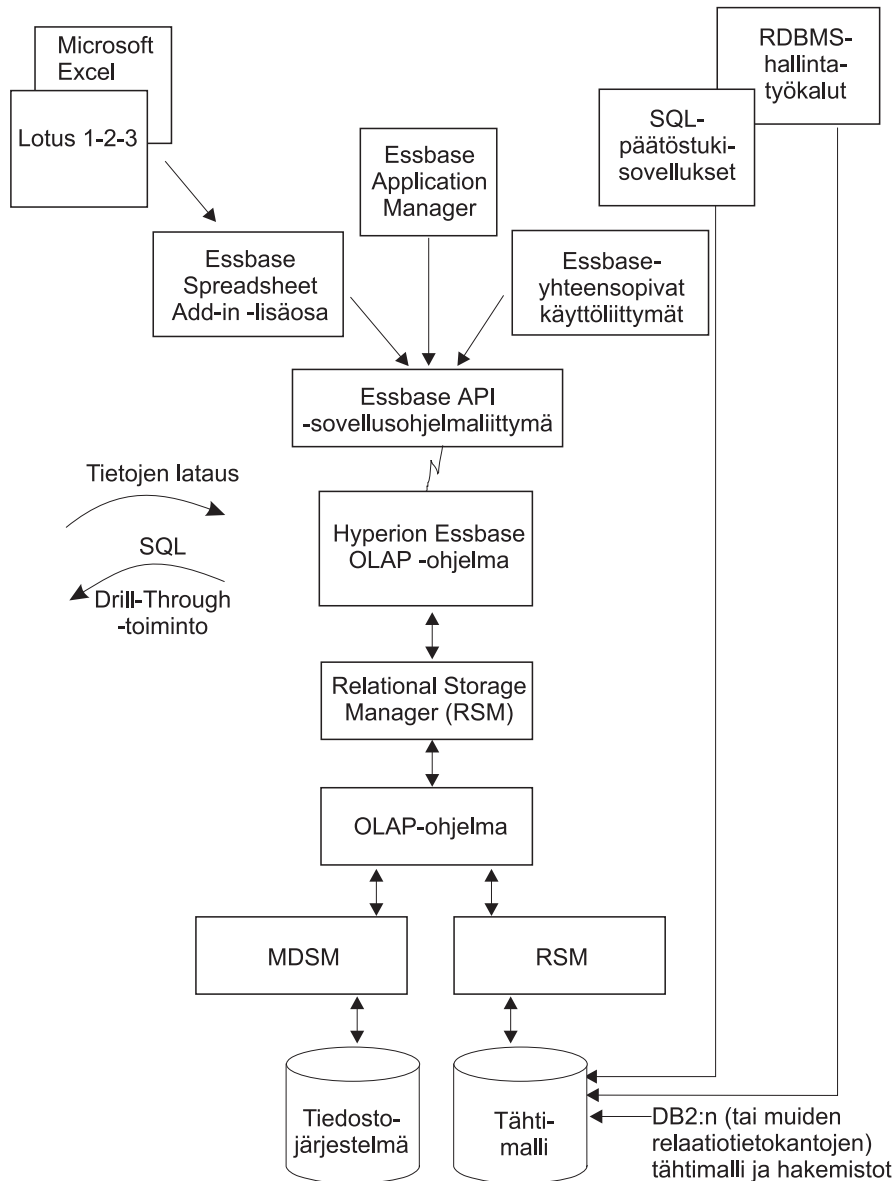 Microsoft
Excel
Lotus 1-2-3
RDBMS-
hallinta-
työkalut
SQL-
päätöstuki-
sovellukset
Essbase
Application
Manager
Essbase
Spreadsheet
Add-in -lisäosa
Essbase-
yhteensopivat
käyttöliittymät
Essbase API
-sovellusohjelmaliittymä
Tietojen lataus
SQL
Drill-Through
-toiminto
Hyperion Essbase
OLAP -ohjelma
Relational Storage
Manager (RSM)
OLAP-ohjelma
MDSM
RSM
Tiedosto-
järjestelmä
Tähti-
malli
DB2:n (tai muiden
relaatiotietokantojen)
tähtimalli ja hakemistot